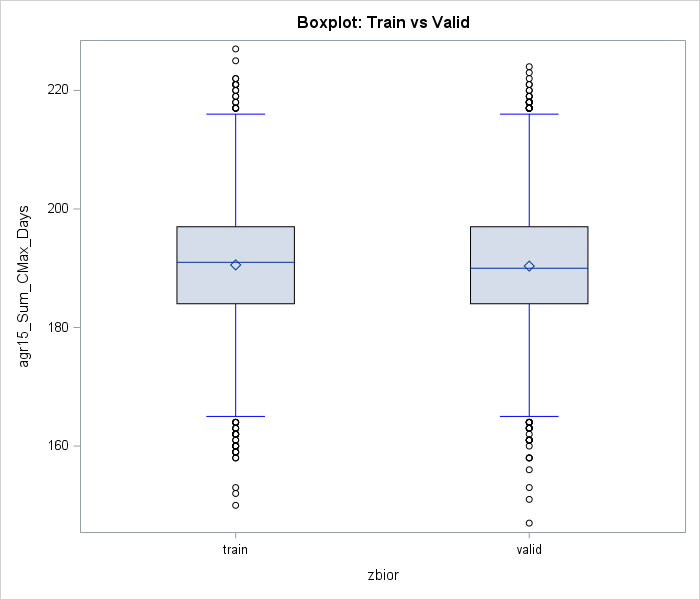 Boxplot: Train vs Valid
agr15_Sum_CMax_Days
220
200
180
160
train
valid
zbior